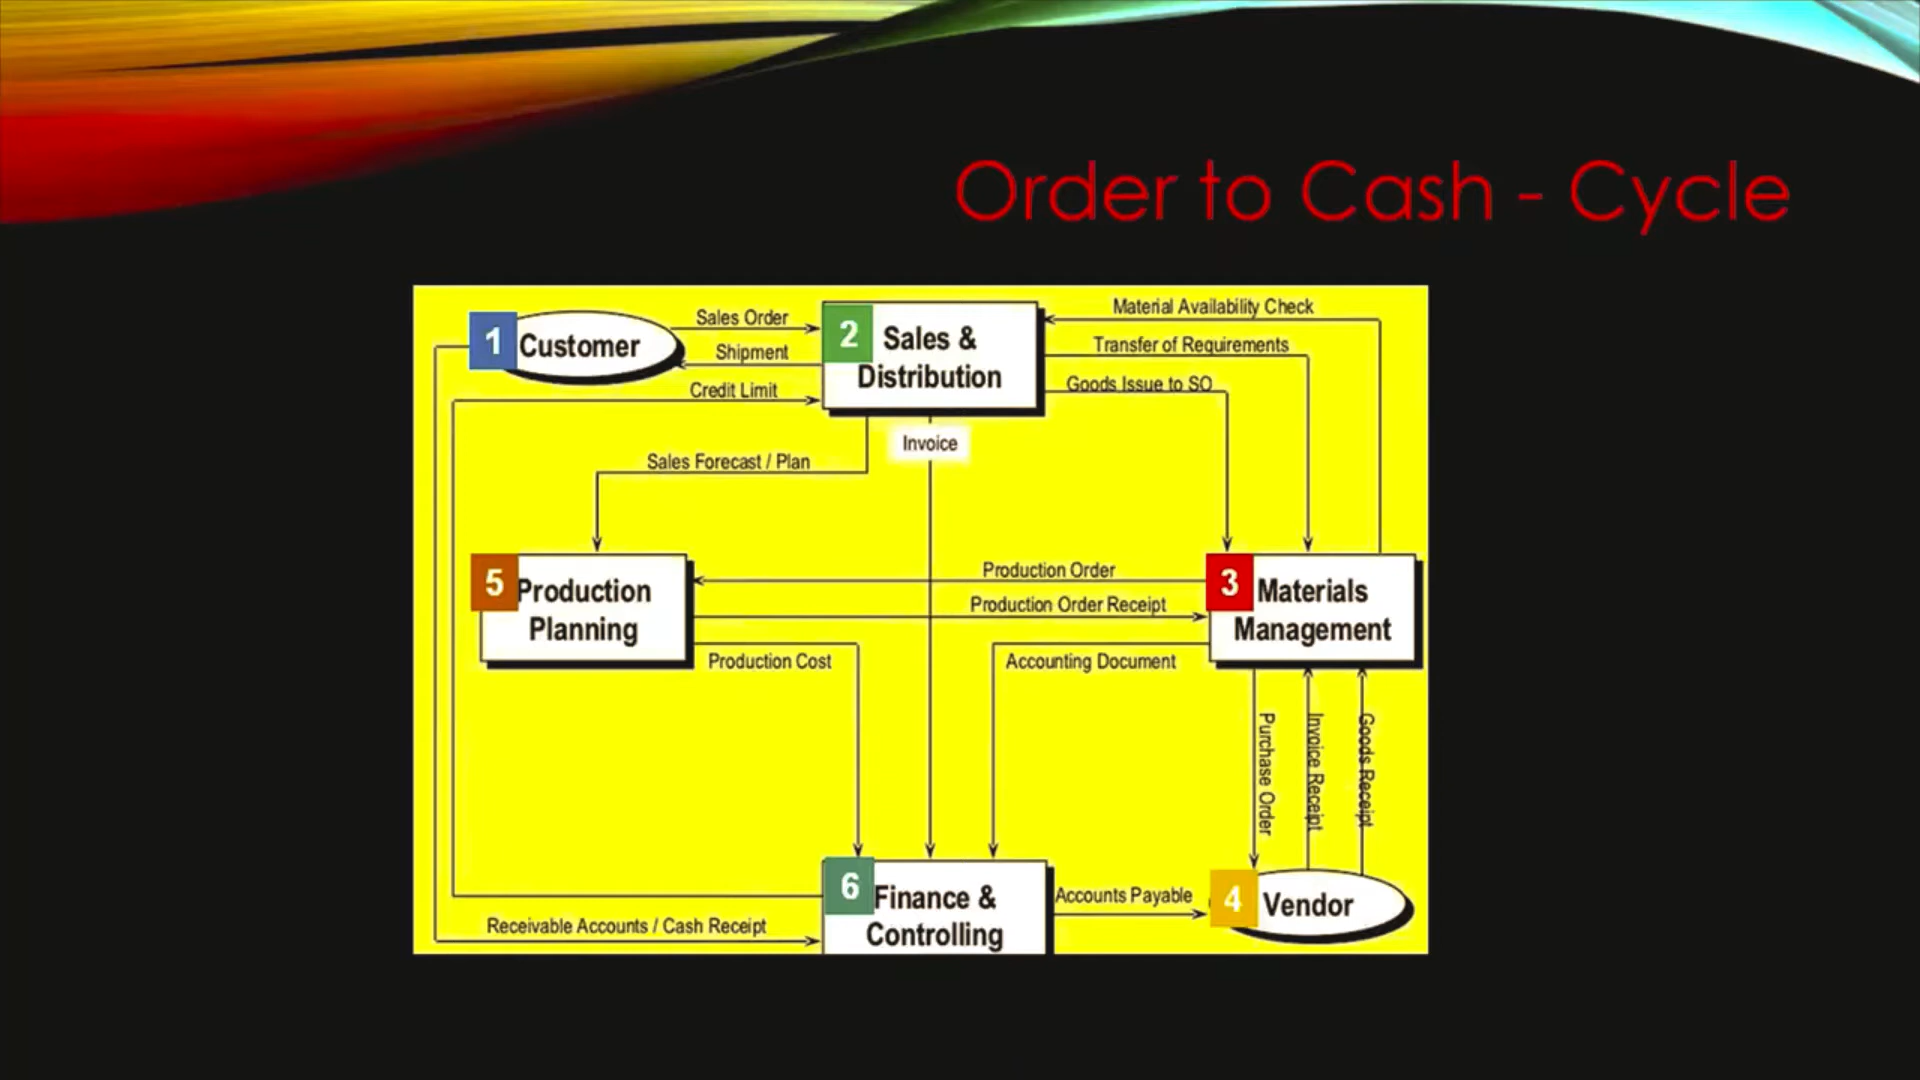 Order to Cash - Cycle
1
Customer
Sales Order
Shipment
Credit Limit
2
Sales &
Distribution
Material Availability Check
Transfer of Requirements
Goods Issue to SO
Invoice
Sales Forecast / Plan
5
Production
Planning
Production Order
Production Order Receipt
3
Materials
Management
Production Cost
Accounting Document
Purchase Order
Invoice Receipt
Goods Receipt
6
Finance &
Controlling
Receivable Accounts / Cash Receipt
Accounts Payable
4
Vendor